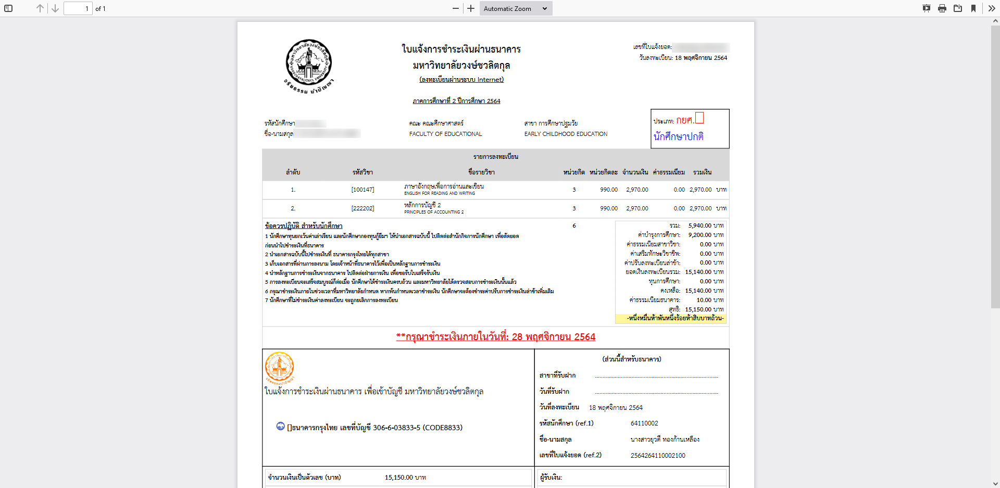 1 of 1 Automatic Zoom
ใบแจ้งการชำระเงินผ่านธนาคาร
มหาวิทยาลัยวงษ์ชวลิตกุล
(ลงทะเบียนผ่านระบบ Internet)
ภาคการศึกษาที่ 2 ปีการศึกษา 2564
เลขที่ใบแจ้งยอด:
วันลงทะเบียน: 18 พฤศจิกายน 2564
รหัสนักศึกษา คณะ คณะศึกษาศาสตร์ สาขา การศึกษาปฐมวัย
ชื่อ-นามสกุล FACULTY OF EDUCATIONAL EARLY CHILDHOOD EDUCATION
ประเภท: กยศ.
นักศึกษาปกติ
รายการลงทะเบียน
ลำดับ รหัสวิชา ชื่อรายวิชา หน่วยกิต หน่วยกิตละ จำนวนเงิน ค่าธรรมเนียม รวมเงิน
1. [100147] ภาษาอังกฤษเพื่อการอ่านและเขียน 3 990.00 2,970.00 0.00 2,970.00 บาท
ENGLISH FOR READING AND WRITING
2. [222202] หลักการบัญชี 2 3 990.00 2,970.00 0.00 2,970.00 บาท
PRINCIPLES OF ACCOUNTING 2
ข้อควรปฏิบัติ สำหรับนักศึกษา 6
1 นักศึกษาทุนยกเว้นค่าเล่าเรียน และนักศึกษากองทุนกู้ยืมฯ ให้นำเอกสารฉบับนี้ ไปติดต่อสำนักกิจการนักศึกษา เพื่อตัดยอด
ก่อนนำไปชำระเงินที่ธนาคาร
2 นำเอกสารฉบับนี้ไปชำระเงินที่ ธนาคารกรุงไทยได้ทุกสาขา
3 เก็บเอกสารที่ผ่านการลงนาม โดยเจ้าหน้าที่ธนาคารไว้เพื่อเป็นหลักฐานการชำระเงิน
4 นำหลักฐานการชำระเงินจากธนาคาร ไปติดต่อฝ่ายการเงิน เพื่อขอรับใบเสร็จรับเงิน
5 การลงทะเบียนจะเสร็จสมบูรณ์ก็ต่อเมื่อ นักศึกษาได้ชำระเงินครบถ้วน และมหาวิทยาลัยได้ตรวจสอบการชำระเงินนั้นแล้ว
6 กรุณาชำระเงินภายในช่วงเวลาที่มหาวิทยาลัยกำหนด หากพ้นกำหนดเวลาชำระเงิน นักศึกษาจะต้องชำระค่าปรับการชำระเงินล่าช้าเพิ่มเติม
7 นักศึกษาที่ไม่ชำระเงินค่าลงทะเบียน จะถูกยเลิกการลงทะเบียน
รวม: 5,940.00 บาท
ค่าบำรุงการศึกษา: 9,200.00 บาท
ค่าธรรมเนียมสาขาวิชา: 0.00 บาท
ค่าเสริมทักษะวิชาชีพ: 0.00 บาท
ค่าปรับลงทะเบียนล่าช้า: 0.00 บาท
ยอดเงินลงทะเบียนรวม: 15,140.00 บาท
ทุนการศึกษา: 0.00 บาท
คงเหลือ: 15,140.00 บาท
ค่าธรรมเนียมธนาคาร: 10.00 บาท
สุทธิ: 15,150.00 บาท
-หนึ่งหมื่นห้าพันหนึ่งร้อยห้าสิบบาทถ้วน-
**กรุณาชำระเงินภายในวันที่: 28 พฤศจิกายน 2564
ใบแจ้งการชำระเงินผ่านธนาคาร เพื่อเข้าบัญชี มหาวิทยาลัยวงษ์ชวลิตกุล
[]ธนาคารกรุงไทย เลขที่บัญชี 306-6-03833-5 (CODE8833)
(ส่วนนี้สำหรับธนาคาร)
สาขาที่รับฝาก
วันที่รับฝาก
วันที่ลงทะเบียน 18 พฤศจิกายน 2564
รหัสนักศึกษา (ref.1) 64110002
ชื่อ-นามสกุล นางสาวยุวดี ทองก้านเหลือง
เลขที่ใบแจ้งยอด (ref.2) 2564264110002100
จำนวนเงินเป็นตัวเลข (บาท) 15,150.00 บาท
ผู้รับเงิน: